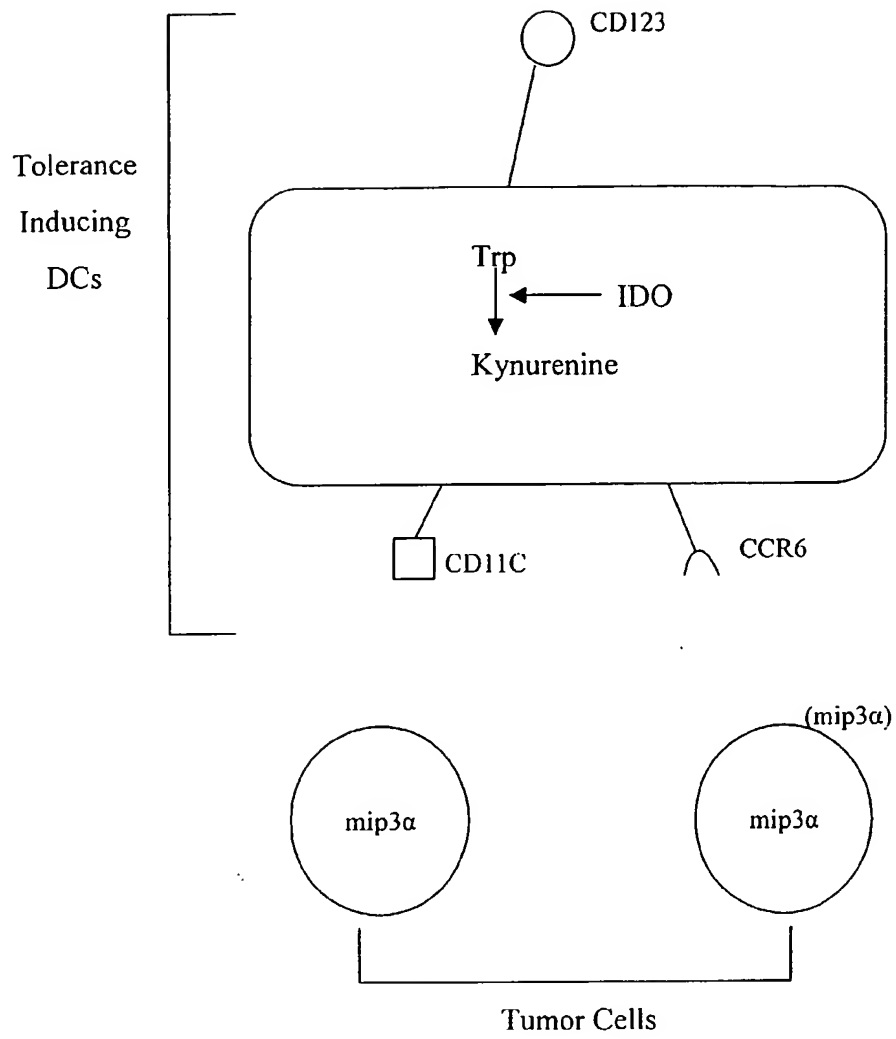 CD123
Tolerance
Inducing
DCs
Trp
IDO
Kynurenine
CD11C
CCR6
(mip3α)
mip3α
mip3α
Tumor Cells